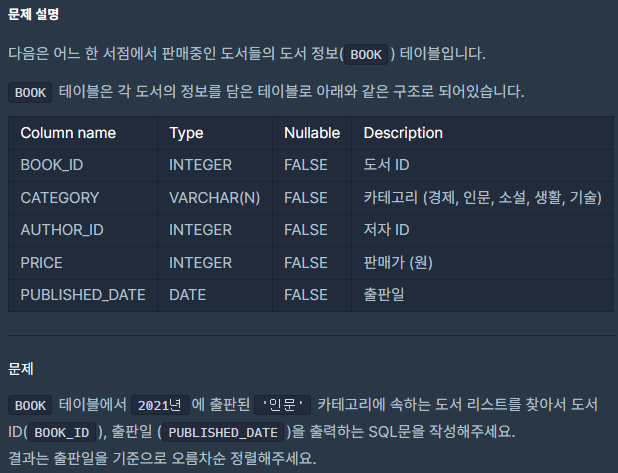 문제 설명
다음은 어느 한 서점에서 판매중인 도서들의 도서 정보( BOOK ) 테이블입니다.
BOOK 테이블은 각 도서의 정보를 담은 테이블로 아래와 같은 구조로 되어있습니다.
Column name Type Nullable Description
BOOK_ID INTEGER FALSE 도서 ID
CATEGORY VARCHAR(N) FALSE 카테고리 (경제, 인문, 소설, 생활, 기술)
AUTHOR_ID INTEGER FALSE 저자 ID
PRICE INTEGER FALSE 판매가 (원)
PUBLISHED_DATE DATE FALSE 출판일
문제
BOOK 테이블에서 2021년 에 출판된 '인문' 카테고리에 속하는 도서 리스트를 찾아서 도서
ID( BOOK_ID ), 출판일 ( PUBLISHED_DATE )을 출력하는 SQL문을 작성해주세요.
결과는 출판일을 기준으로 오름차순 정렬해주세요.